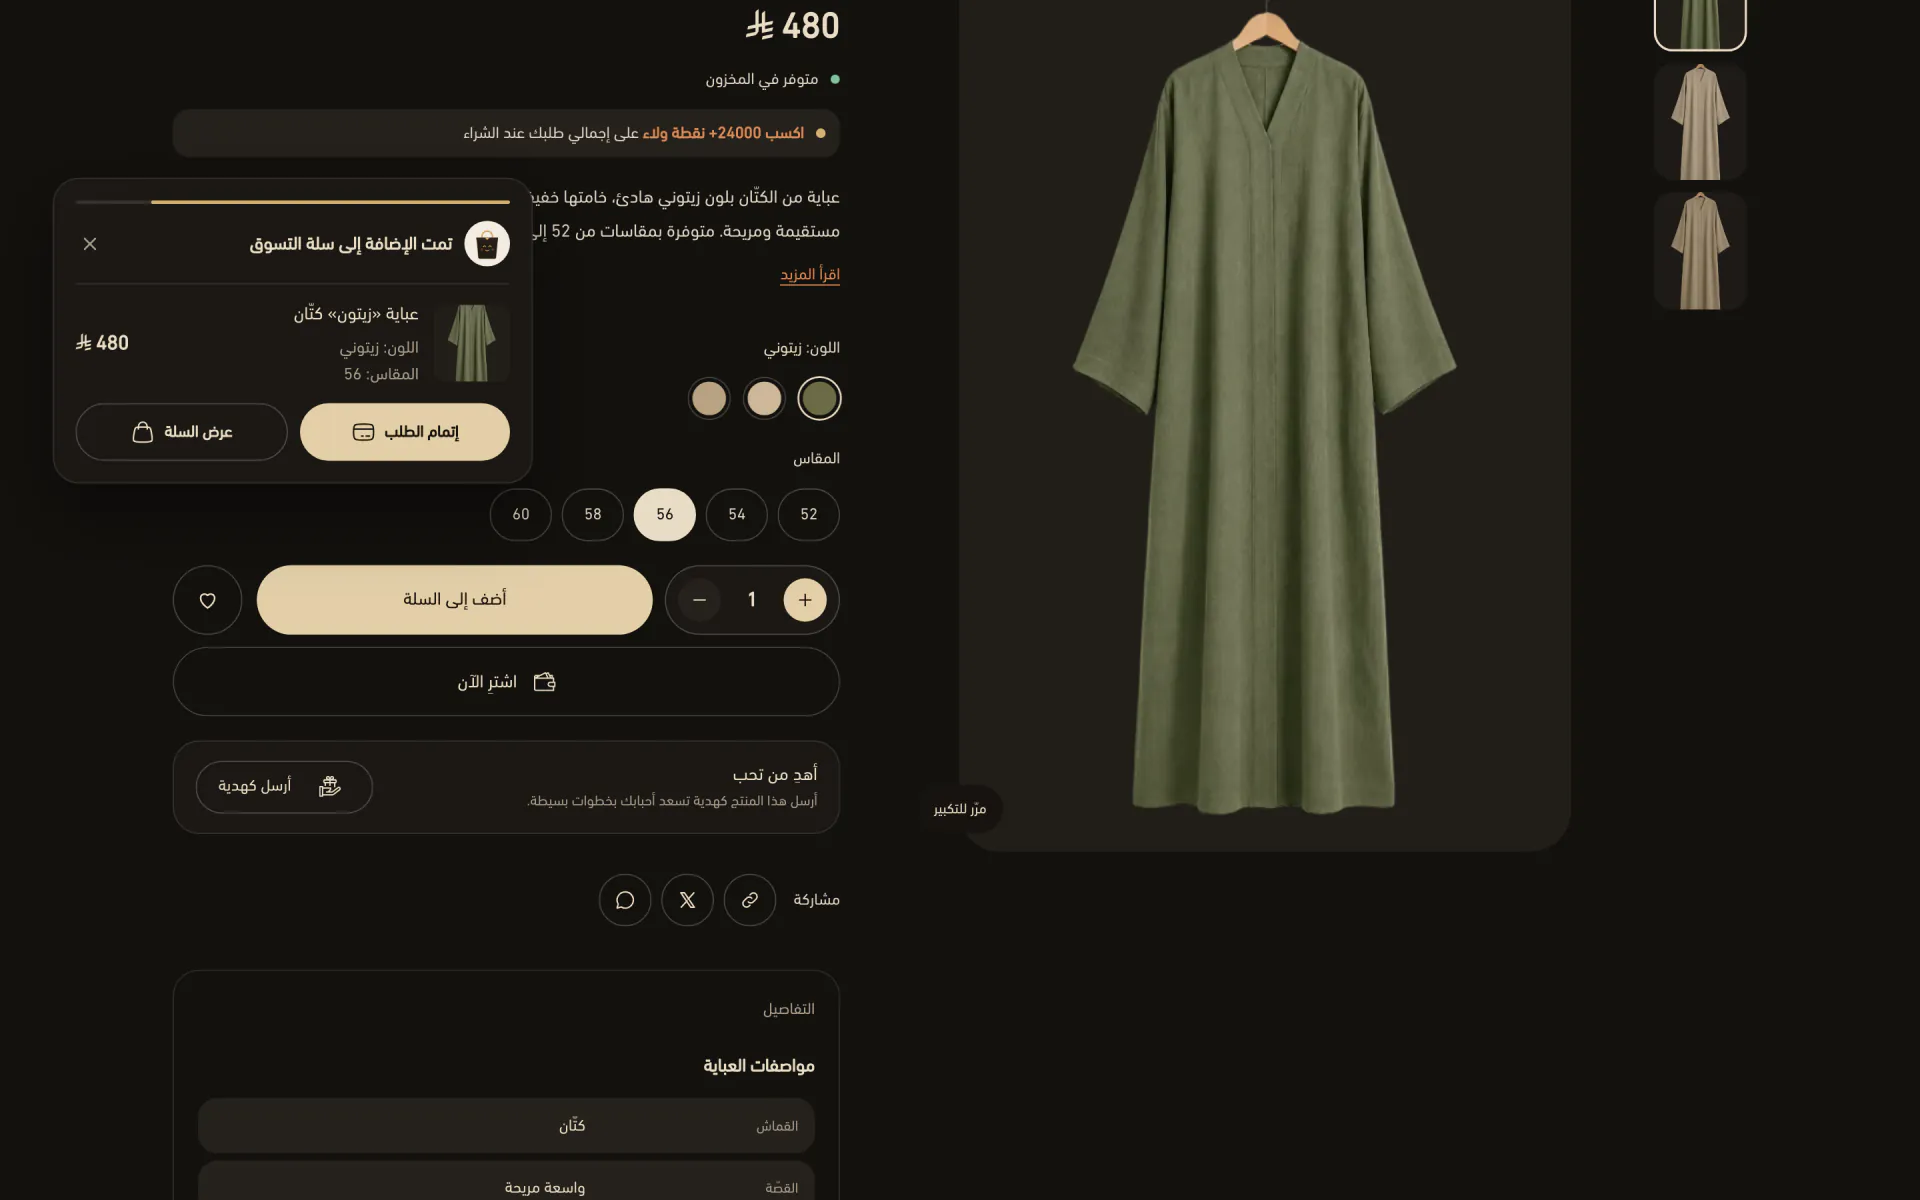 480
متوفر في المخزون
اكسب 24000+ نقطة ولاء على إجمالي طلبك عند الشراء
عباية من الكتّان بلون زيتوني هادئ، خامتها
مستقيمة ومريحة. متوفرة بمقاسات من 52
اقرأ المزيد
تمت الإضافة إلى سلة التسوق
عباية «زيتون» كتّان
اللون: زيتوني
المقاس: 56
480
إتمام الطلب
عرض السلة
اللون: زيتوني
المقاس
52 54 56 58 60
1
أضف إلى السلة
اشترِ الآن
أهدِ من تحب
أرسل هذا المنتج كهدية تسعد أحبابك بخطوات بسيطة.
أرسل كهدية
مشاركة
التفاصيل
مواصفات العباية
القماش كتّان
القصّة واسعة مريحة
مرّر للتكبير